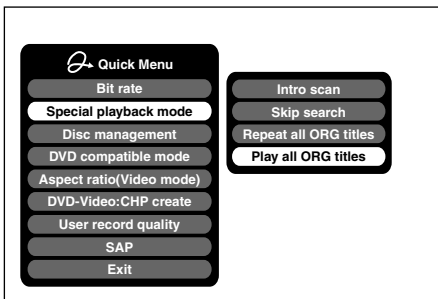 Quick Menu
Bit rate
Special playback mode
Disc management
DVD compatible mode
Aspect ratio(Video mode)
DVD-Video:CHP create
User record quality
SAP
Exit
Intro scan
Skip search
Repeat all ORG titles
Play all ORG titles